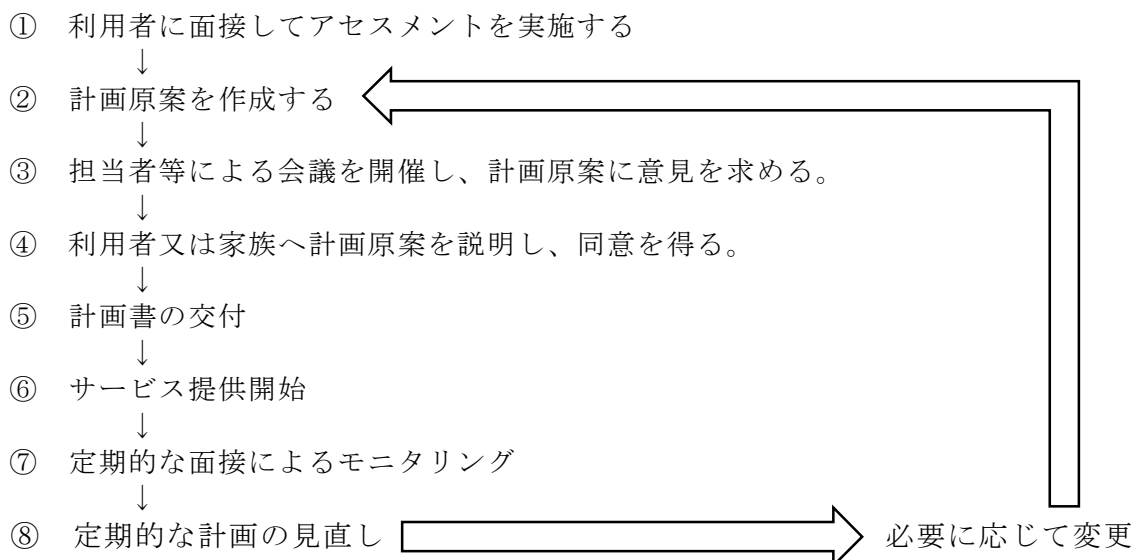 ① 利用者に面接してアセスメントを実施する
↓
② 計画原案を作成する
↓
③ 担当者等による会議を開催し、計画原案に意見を求める。
↓
④ 利用者又は家族へ計画原案を説明し、同意を得る。
↓
⑤ 計画書の交付
↓
⑥ サービス提供開始
↓
⑦ 定期的な面接によるモニタリング
↓
⑧ 定期的な計画の見直し 必要に応じて変更